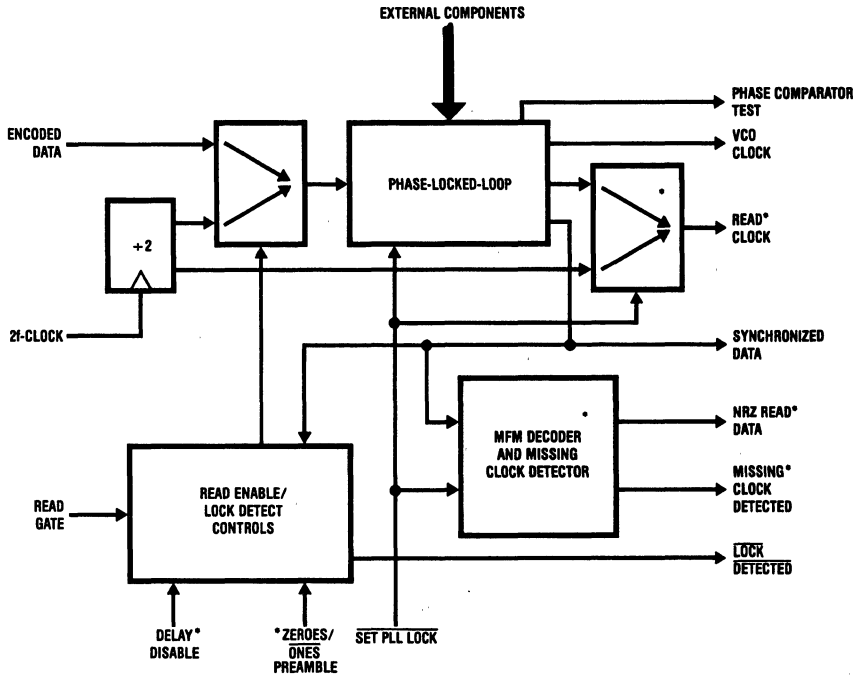 EXTERNAL COMPONENTS
PHASE COMPARATOR
TEST
ENCODED
DATA
VCO
CLOCK
PHASE-LOCKED-LOOP
*
READ*
CLOCK
÷2
2f-CLOCK
SYNCHRONIZED
DATA
*
MFM DECODER
AND MISSING
CLOCK DETECTOR
NRZ READ*
DATA
MISSING*
CLOCK
DETECTED
READ
GATE
READ ENABLE/
LOCK DETECT
CONTROLS
LOCK
DETECTED
DELAY*
DISABLE
*ZEROES/
ONES
PREAMBLE
SET PLL LOCK